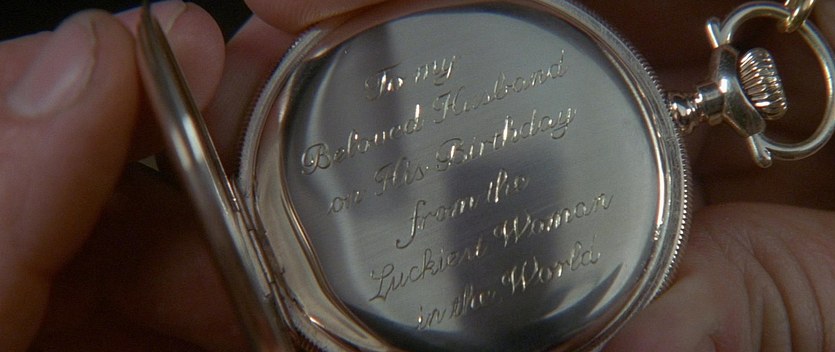 To my
Beloved Husband
on His Birthday
from the
Luckiest Woman
in the World